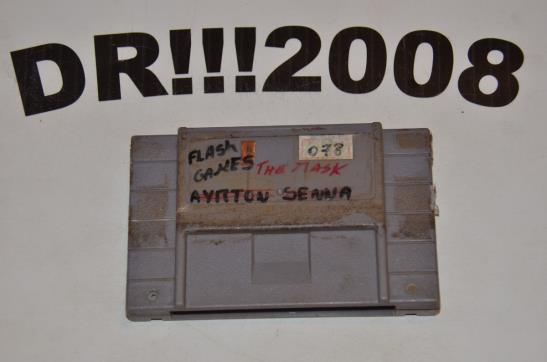 DR!!!2008
FLASH
GAMES
THE MASK
078
AYRTON SENNA